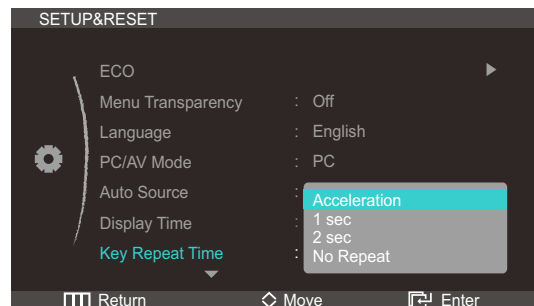 SETUP&RESET
ECO
Menu Transparency : Off
Language : English
PC/AV Mode : PC
Auto Source :
Display Time :
Key Repeat Time :
Acceleration
1 sec
2 sec
No Repeat
Return Move Enter